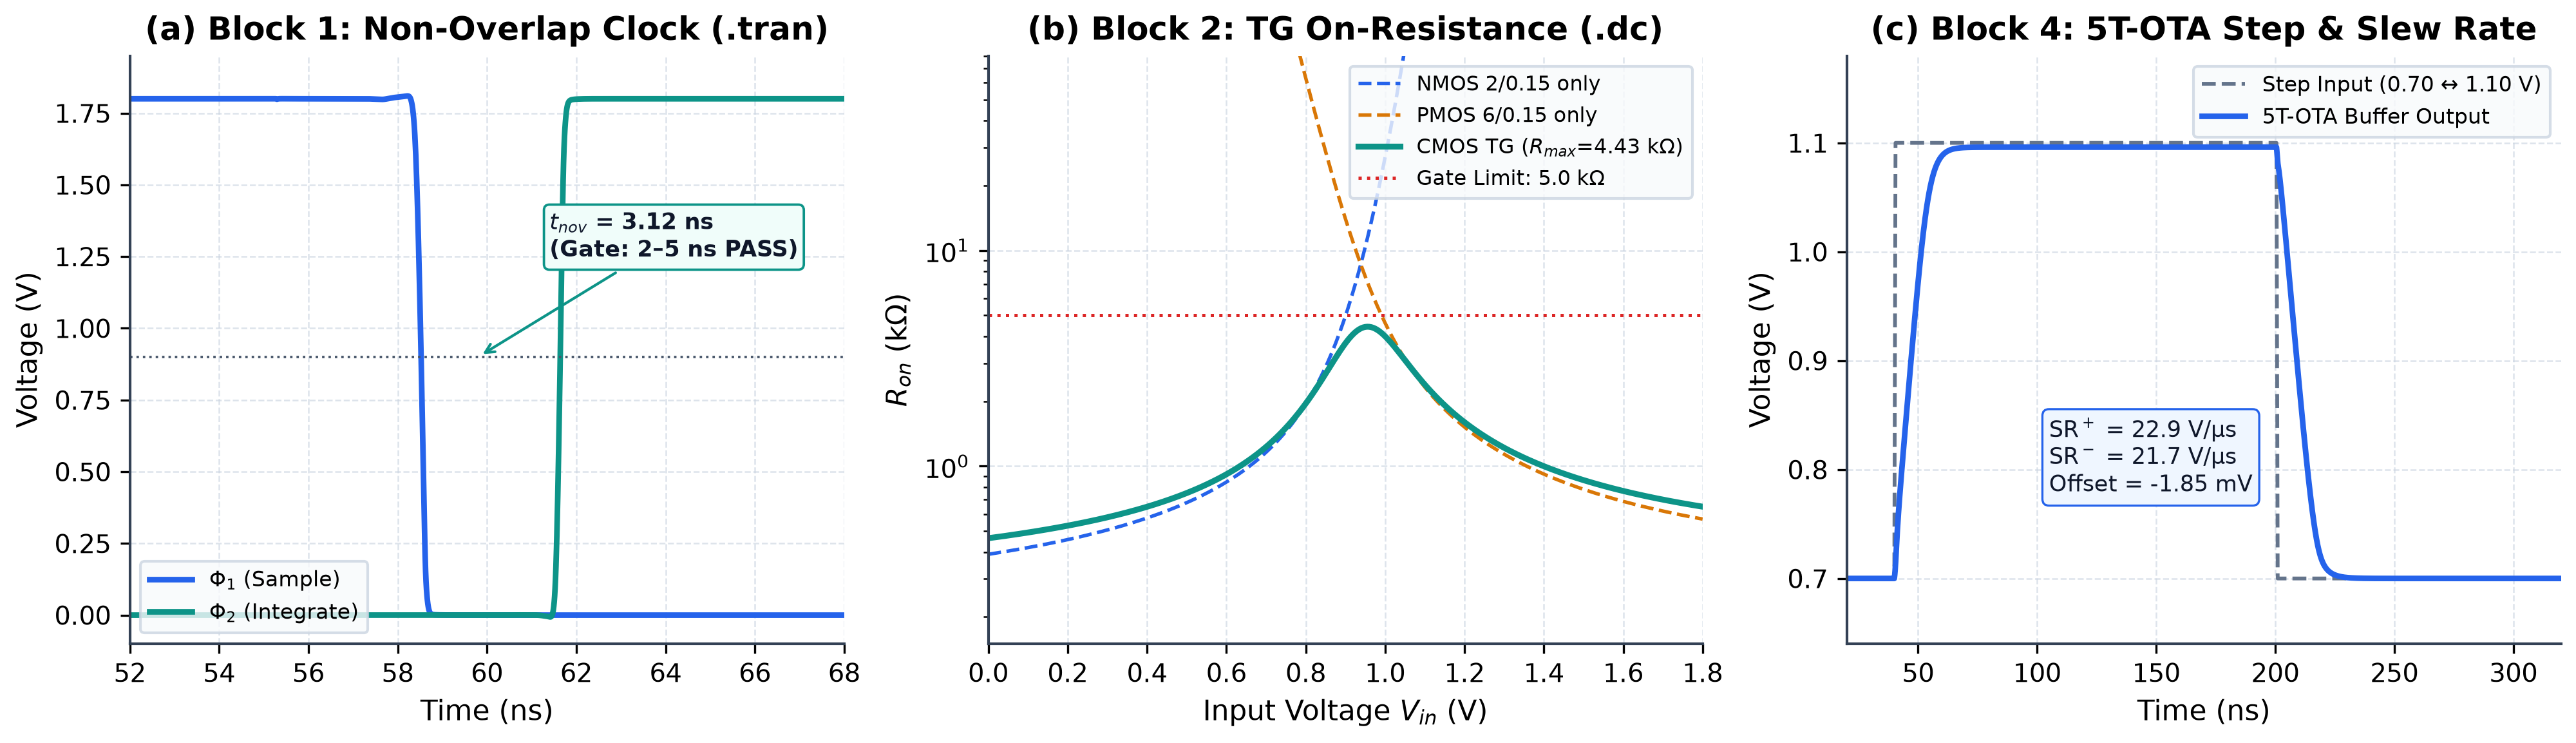 (a) Block 1: Non-Overlap Clock (.tran)
Voltage (V)
1.75
1.50
1.25
1.00
0.75
0.50
0.25
0.00
t_nov = 3.12 ns
(Gate: 2–5 ns PASS)
Φ₁ (Sample)
Φ₂ (Integrate)
52 54 56 58 60 62 64 66 68
Time (ns)
(b) Block 2: TG On-Resistance (.dc)
R_on (kΩ)
10¹
10⁰
NMOS 2/0.15 only
PMOS 6/0.15 only
CMOS TG (R_max=4.43 kΩ)
Gate Limit: 5.0 kΩ
0.0 0.2 0.4 0.6 0.8 1.0 1.2 1.4 1.6 1.8
Input Voltage V_in (V)
(c) Block 4: 5T-OTA Step & Slew Rate
Voltage (V)
1.1
1.0
0.9
0.8
0.7
Step Input (0.70 ↔ 1.10 V)
5T-OTA Buffer Output
SR⁺ = 22.9 V/µs
SR⁻ = 21.7 V/µs
Offset = -1.85 mV
50 100 150 200 250 300
Time (ns)